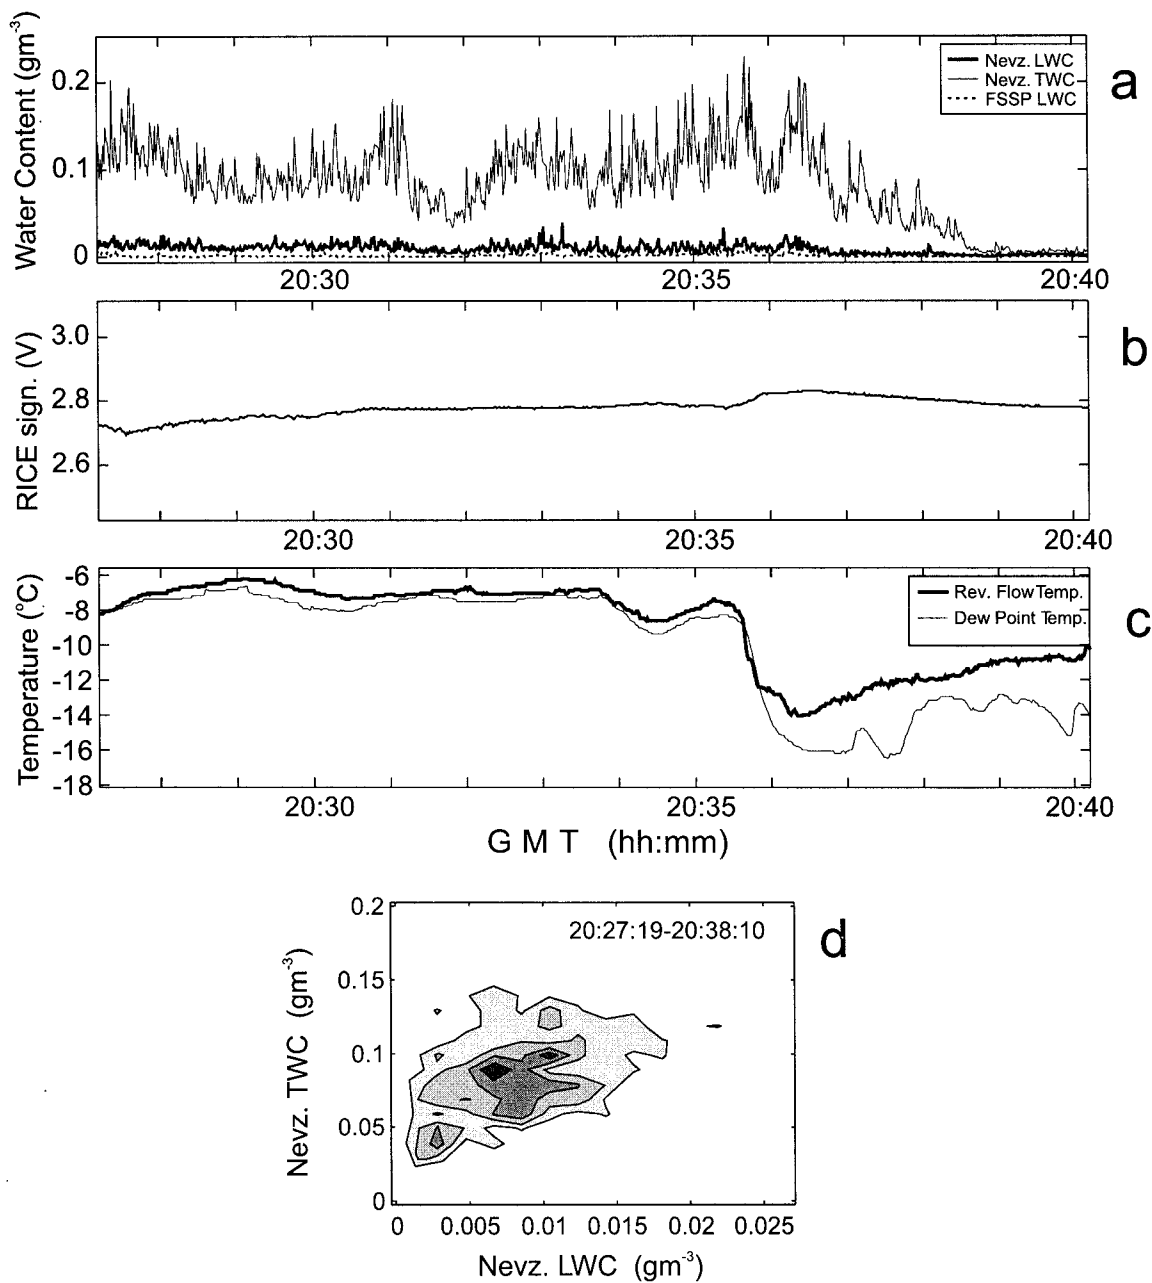 Water Content (gm⁻³)
0.2
0.1
0
Nevz. LWC
Nevz. TWC
FSSP LWC
a
20:30
20:35
20:40
RICE sign. (V)
3.0
2.8
2.6
b
20:30
20:35
20:40
Temperature (°C)
-6
-8
-10
-12
-14
-16
-18
Rev. Flow Temp.
Dew Point Temp.
c
20:30
20:35
20:40
G M T (hh:mm)
Nevz. TWC (gm⁻³)
0.2
0.15
0.1
0.05
0
20:27:19-20:38:10
d
0
0.005
0.01
0.015
0.02
0.025
Nevz. LWC (gm⁻³)